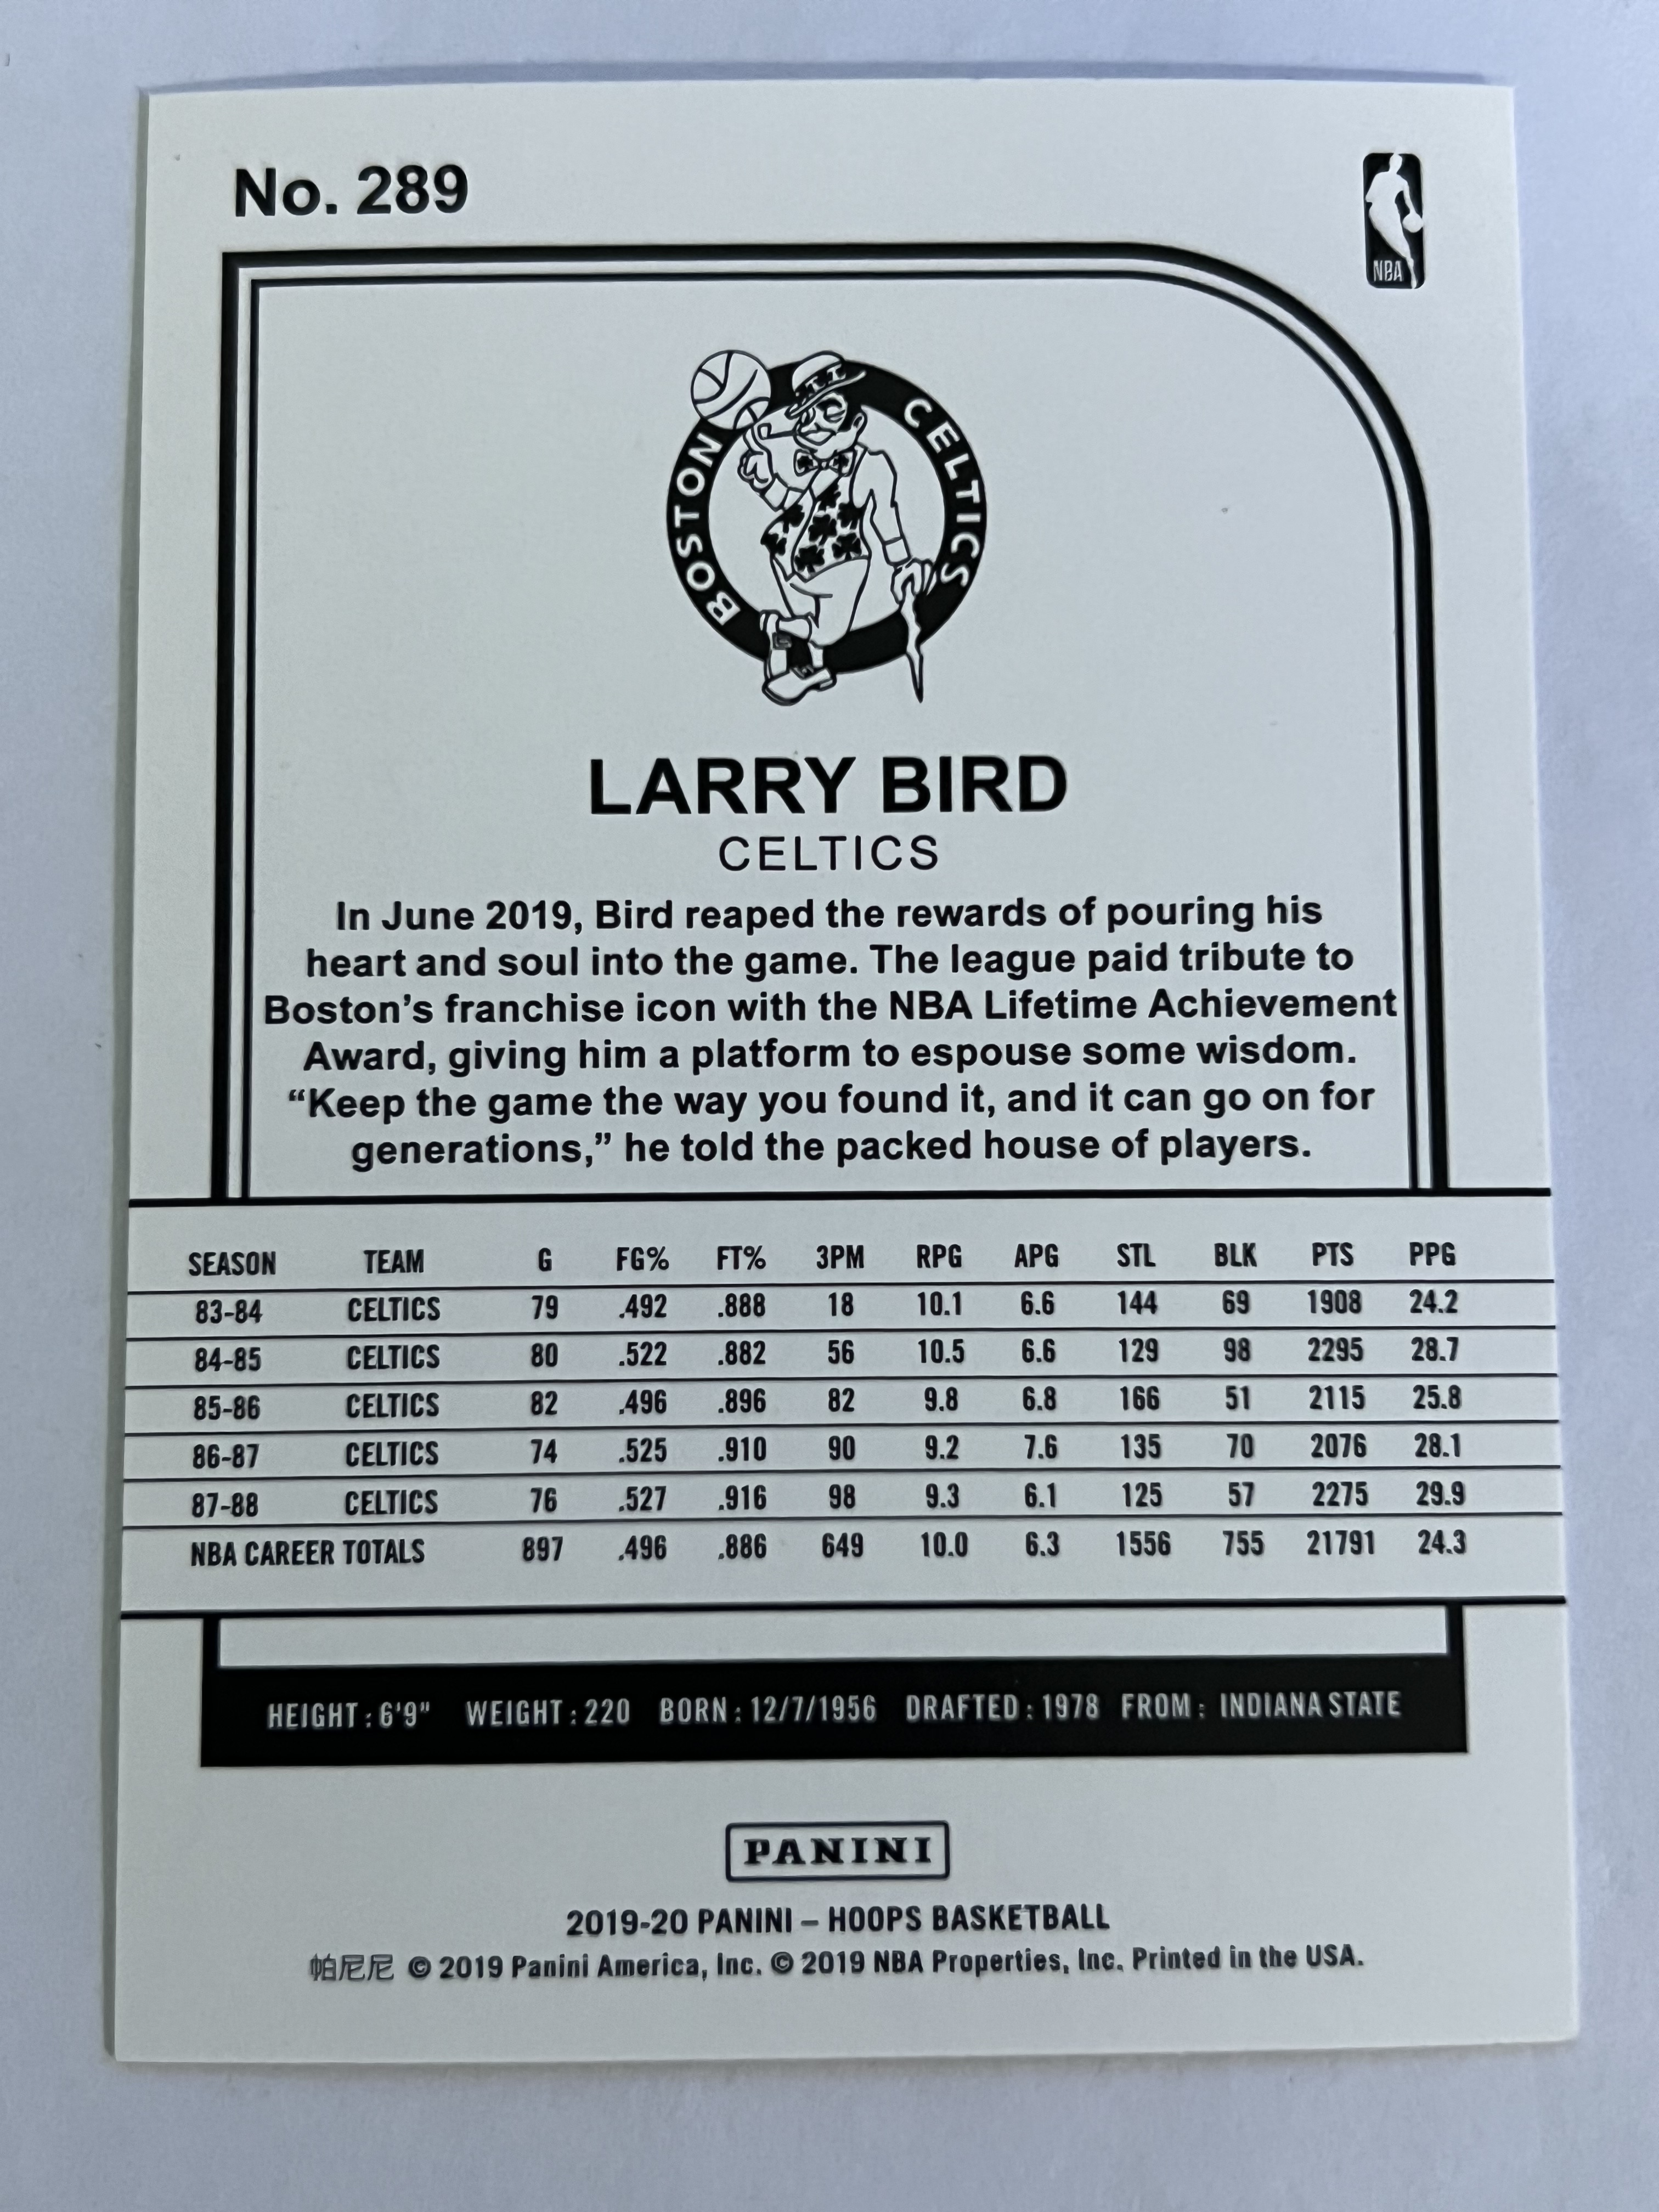 No. 289
NBA
BOSTON CELTICS
LARRY BIRD
CELTICS
In June 2019, Bird reaped the rewards of pouring his
heart and soul into the game. The league paid tribute to
Boston’s franchise icon with the NBA Lifetime Achievement
Award, giving him a platform to espouse some wisdom.
“Keep the game the way you found it, and it can go on for
generations,” he told the packed house of players.
SEASON TEAM G FG% FT% 3PM RPG APG STL BLK PTS PPG
83-84 CELTICS 79 .492 .888 18 10.1 6.6 144 69 1908 24.2
84-85 CELTICS 80 .522 .882 56 10.5 6.6 129 98 2295 28.7
85-86 CELTICS 82 .496 .896 82 9.8 6.8 166 51 2115 25.8
86-87 CELTICS 74 .525 .910 90 9.2 7.6 135 70 2076 28.1
87-88 CELTICS 76 .527 .916 98 9.3 6.1 125 57 2275 29.9
NBA CAREER TOTALS 897 .496 .886 649 10.0 6.3 1556 755 21791 24.3
HEIGHT : 6'9" WEIGHT : 220 BORN : 12/7/1956 DRAFTED : 1978 FROM : INDIANA STATE
PANINI
2019-20 PANINI – HOOPS BASKETBALL
帕尼尼 © 2019 Panini America, Inc. © 2019 NBA Properties, Inc. Printed in the USA.